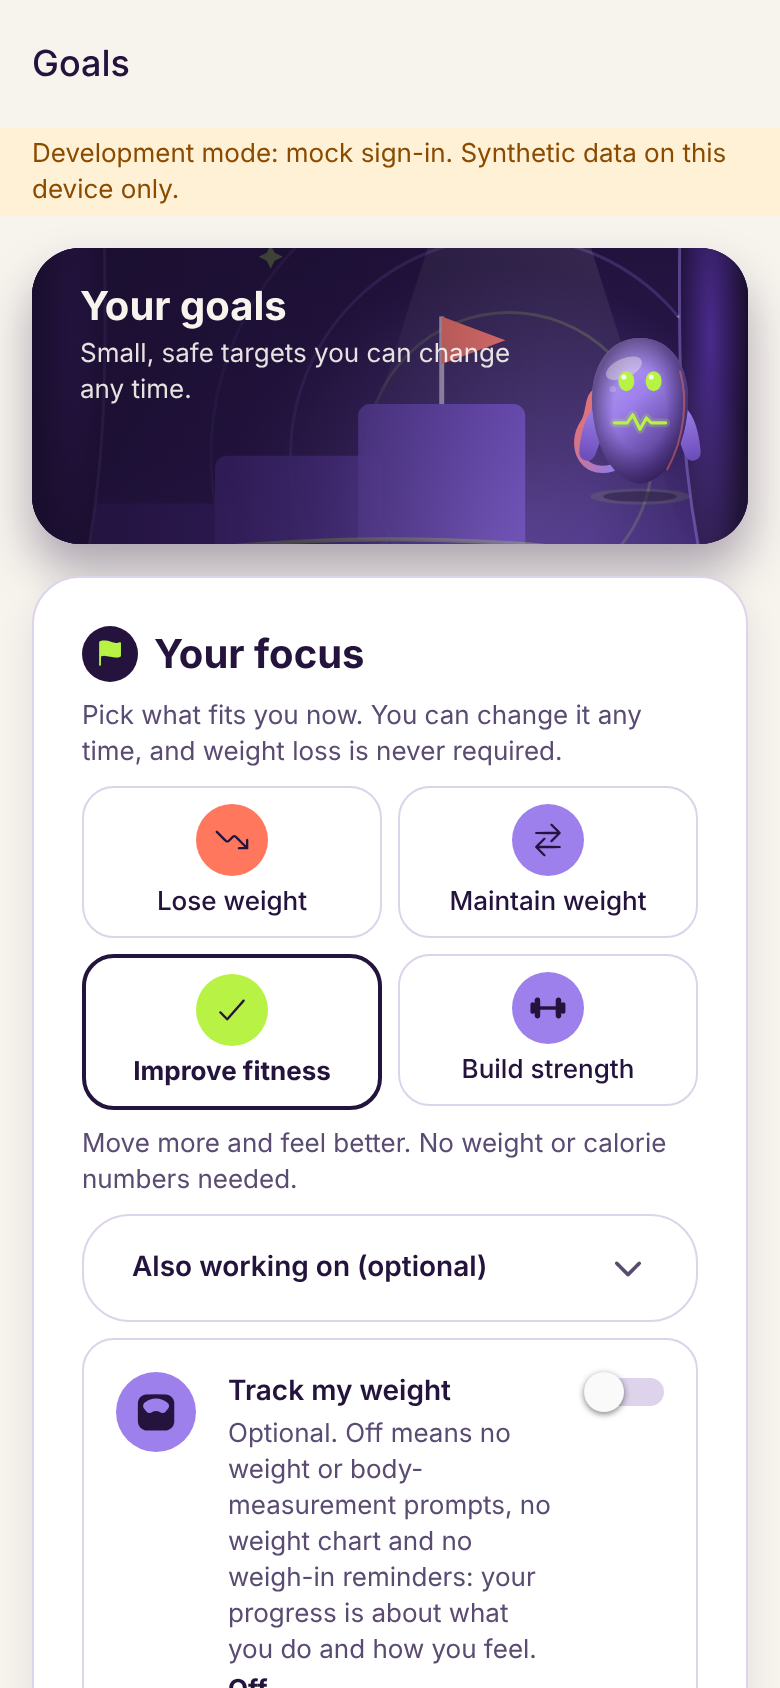 Goals
Development mode: mock sign-in. Synthetic data on this
device only.
Your goals
Small, safe targets you can change
any time.
Your focus
Pick what fits you now. You can change it any
time, and weight loss is never required.
Lose weight
Maintain weight
Improve fitness
Build strength
Move more and feel better. No weight or calorie
numbers needed.
Also working on (optional)
Track my weight
Optional. Off means no
weight or body-
measurement prompts, no
weight chart and no
weigh-in reminders: your
progress is about what
you do and how you feel.
Off